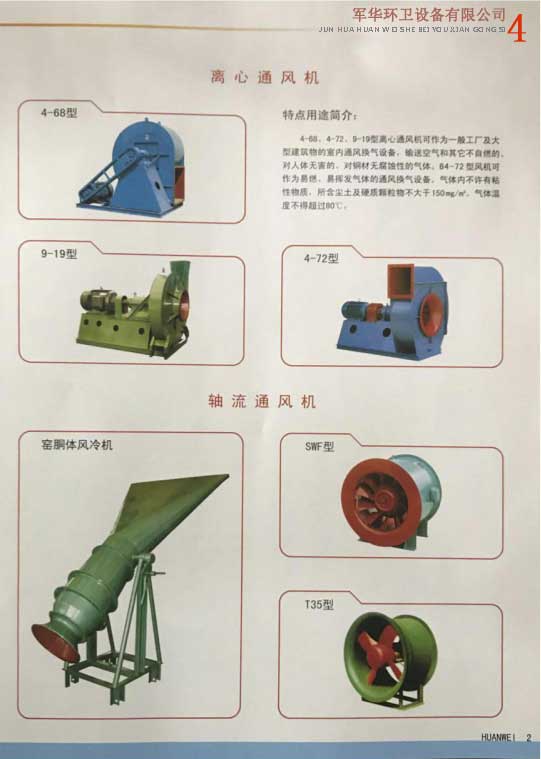 军华环卫设备有限公司
JUN HUA HUAN WEI SHE BEI YOU XIAN GONG SI
4
离心通风机
4-68型
特点用途简介：
4-68、4-72、9-19型离心通风机可作为一般工厂及大
型建筑物的室内通风换气设备，输送空气和其它不自燃的、
对人体无害的、对钢材无腐蚀性的气体。B4-72型风机可
作为易燃、易挥发气体的通风换气设备。气体内不许有粘
性物质，所含尘土及硬质颗粒物不大于150mg/m³，气体温
度不得超过80℃。
9-19型
4-72型
轴流通风机
窑胴体风冷机
SWF型
T35型
HUANWEI 2